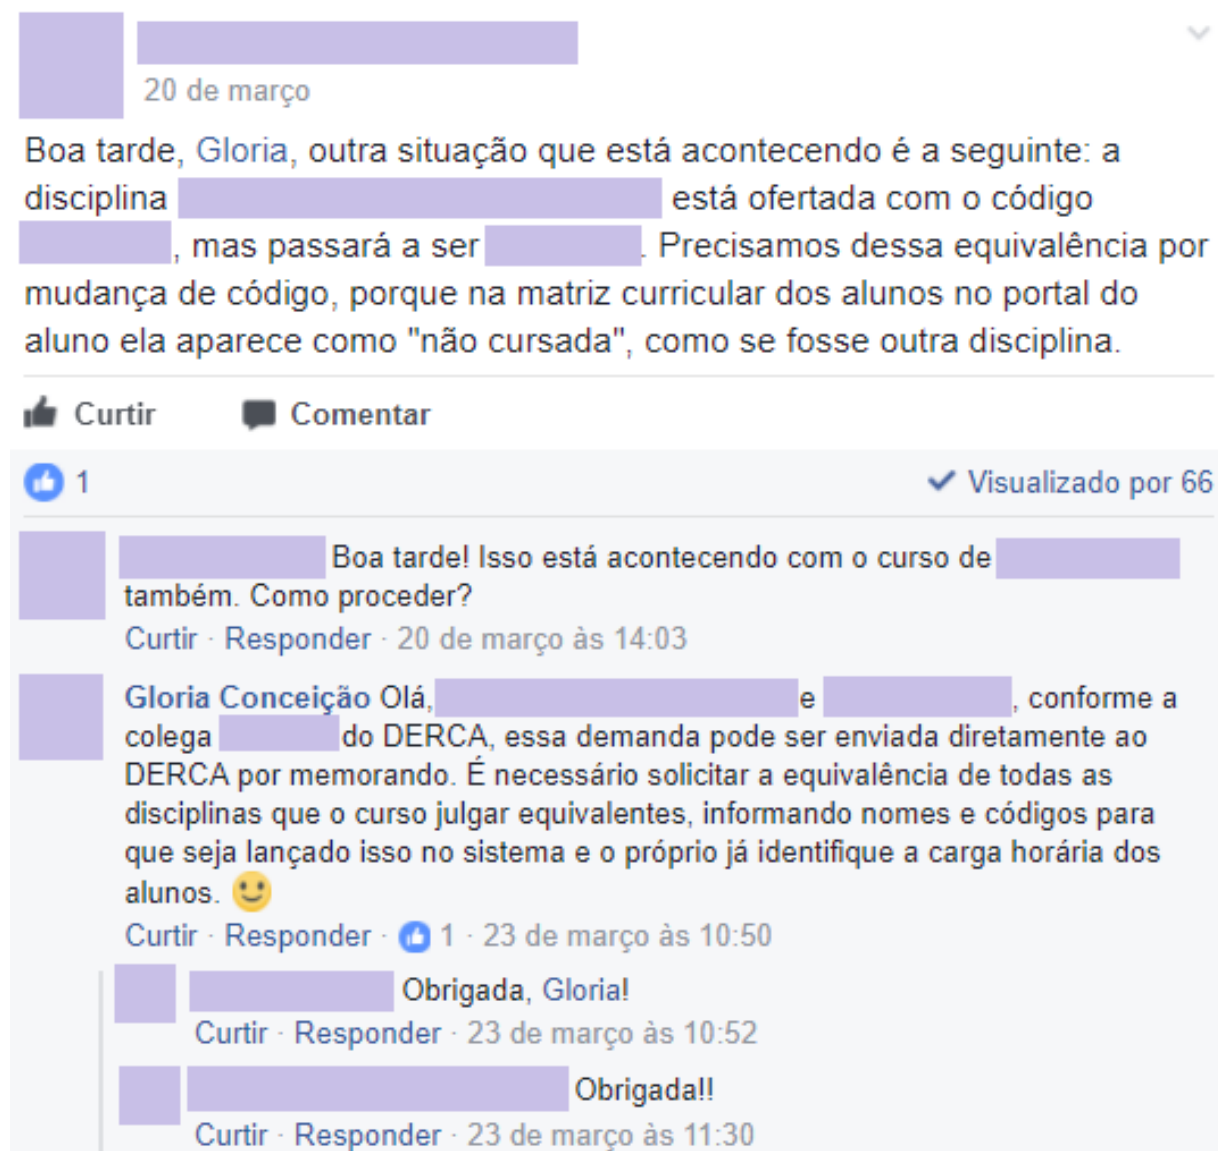 20 de março
Boa tarde, Gloria, outra situação que está acontecendo é a seguinte: a
disciplina está ofertada com o código
, mas passará a ser . Precisamos dessa equivalência por
mudança de código, porque na matriz curricular dos alunos no portal do
aluno ela aparece como "não cursada", como se fosse outra disciplina.
Curtir Comentar
1 Visualizado por 66
Boa tarde! Isso está acontecendo com o curso de
também. Como proceder?
Curtir · Responder · 20 de março às 14:03
Gloria Conceição Olá, e , conforme a
colega do DERCA, essa demanda pode ser enviada diretamente ao
DERCA por memorando. É necessário solicitar a equivalência de todas as
disciplinas que o curso julgar equivalentes, informando nomes e códigos para
que seja lançado isso no sistema e o próprio já identifique a carga horária dos
alunos.
Curtir · Responder · 1 · 23 de março às 10:50
Obrigada, Gloria!
Curtir · Responder · 23 de março às 10:52
Obrigada!!
Curtir · Responder · 23 de março às 11:30